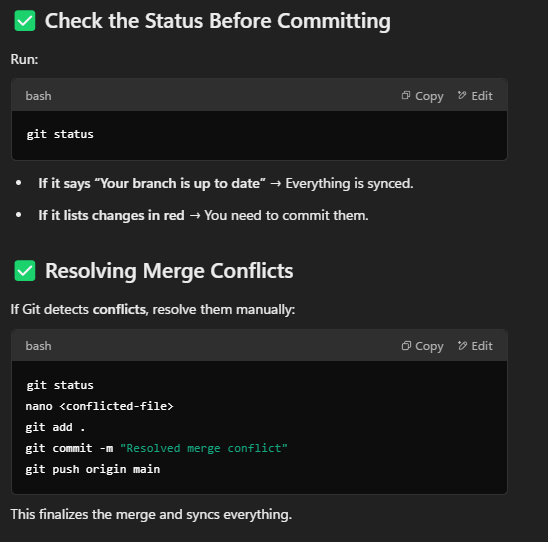 ✅ Check the Status Before Committing
Run:
bash
Copy Edit
git status
• If it says “Your branch is up to date” → Everything is synced.
• If it lists changes in red → You need to commit them.
✅ Resolving Merge Conflicts
If Git detects conflicts, resolve them manually:
bash
Copy Edit
git status
nano <conflicted-file>
git add .
git commit -m "Resolved merge conflict"
git push origin main
This finalizes the merge and syncs everything.